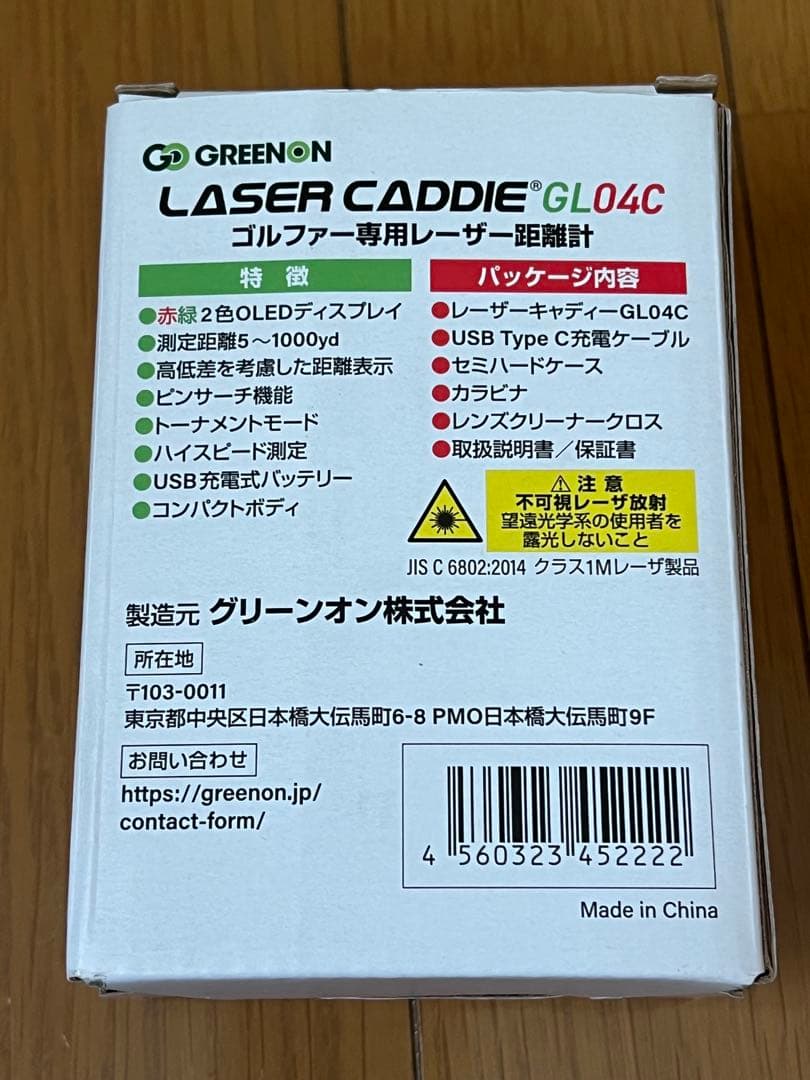 GO GREENON
LASER CADDIE® GL04C
ゴルファー専用レーザー距離計
特 徴
●赤緑2色OLEDディスプレイ
●測定距離5～1000yd
●高低差を考慮した距離表示
●ピンサーチ機能
●トーナメントモード
●ハイスピード測定
●USB充電式バッテリー
●コンパクトボディ
パッケージ内容
●レーザーキャディーGL04C
●USB Type C充電ケーブル
●セミハードケース
●カラビナ
●レンズクリーナークロス
●取扱説明書／保証書
⚠ 注 意
不可視レーザ放射
望遠光学系の使用者を
露光しないこと
JIS C 6802:2014 クラス1Mレーザ製品
製造元 グリーンオン株式会社
所在地
〒103-0011
東京都中央区日本橋大伝馬町6-8 PMO日本橋大伝馬町9F
お問い合わせ
https://greenon.jp/
contact-form/
4 560323 452222
Made in China